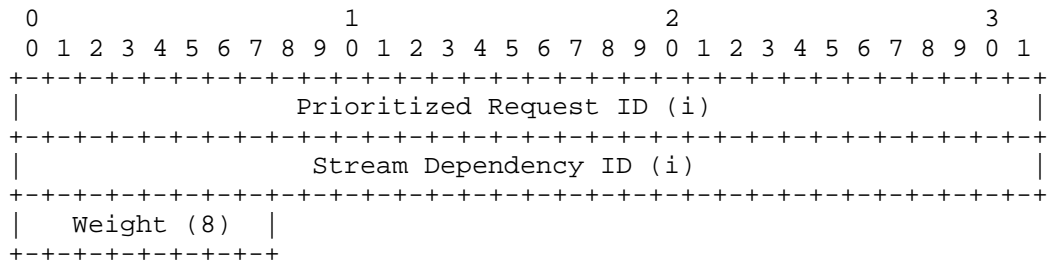 0                   1                   2                   3
 0 1 2 3 4 5 6 7 8 9 0 1 2 3 4 5 6 7 8 9 0 1 2 3 4 5 6 7 8 9 0 1
+-+-+-+-+-+-+-+-+-+-+-+-+-+-+-+-+-+-+-+-+-+-+-+-+-+-+-+-+-+-+-+-+
|                 Prioritized Request ID (i)                    |
+-+-+-+-+-+-+-+-+-+-+-+-+-+-+-+-+-+-+-+-+-+-+-+-+-+-+-+-+-+-+-+-+
|                  Stream Dependency ID (i)                     |
+-+-+-+-+-+-+-+-+-+-+-+-+-+-+-+-+-+-+-+-+-+-+-+-+-+-+-+-+-+-+-+-+
|   Weight (8)  |
+-+-+-+-+-+-+-+-+